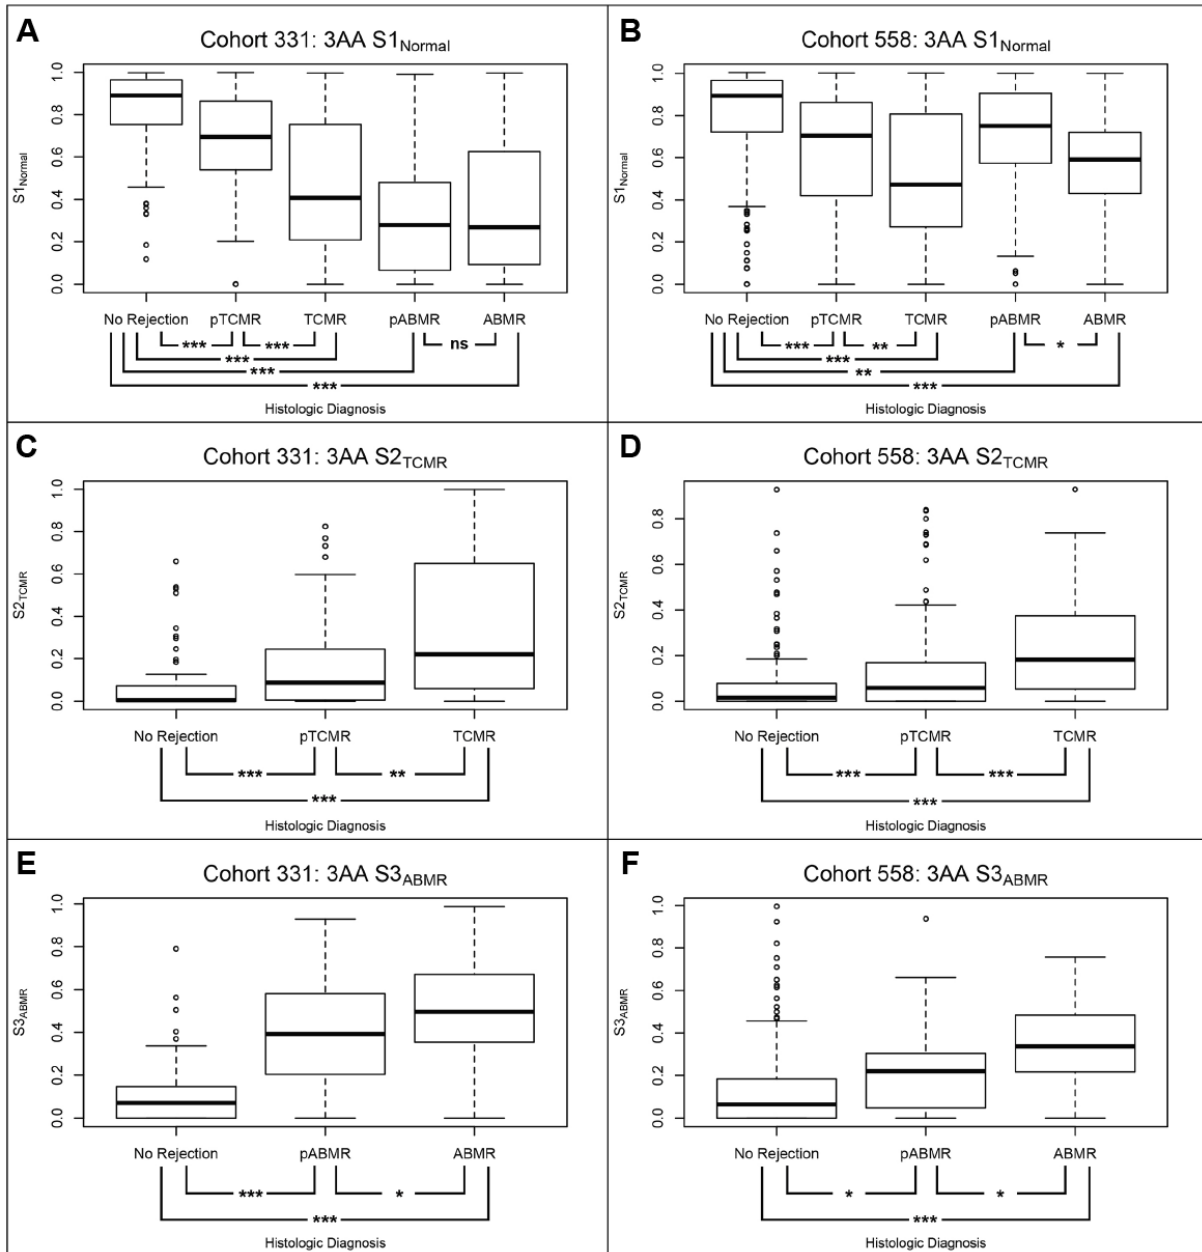 A
Cohort 331: 3AA S1Normal
S1Normal
1.0
0.8
0.6
0.4
0.2
0.0
No Rejection pTCMR TCMR pABMR ABMR
*** *** ns
***
***
***
Histologic Diagnosis
B
Cohort 558: 3AA S1Normal
S1Normal
1.0
0.8
0.6
0.4
0.2
0.0
No Rejection pTCMR TCMR pABMR ABMR
*** ** *
***
**
***
Histologic Diagnosis
C
Cohort 331: 3AA S2TCMR
S2TCMR
1.0
0.8
0.6
0.4
0.2
0.0
No Rejection pTCMR TCMR
*** **
***
Histologic Diagnosis
D
Cohort 558: 3AA S2TCMR
S2TCMR
0.8
0.6
0.4
0.2
0.0
No Rejection pTCMR TCMR
*** ***
***
Histologic Diagnosis
E
Cohort 331: 3AA S3ABMR
S3ABMR
1.0
0.8
0.6
0.4
0.2
0.0
No Rejection pABMR ABMR
*** *
***
Histologic Diagnosis
F
Cohort 558: 3AA S3ABMR
S3ABMR
1.0
0.8
0.6
0.4
0.2
0.0
No Rejection pABMR ABMR
* *
***
Histologic Diagnosis